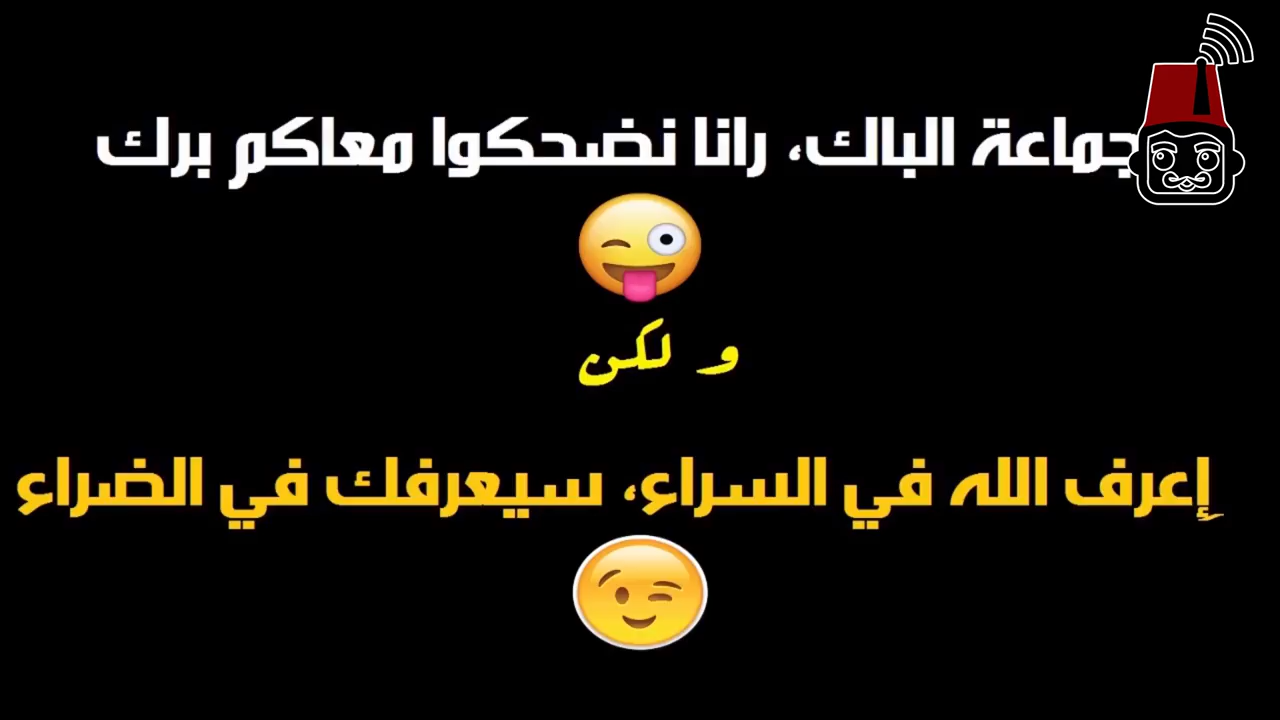 جماعة الباك، رانا نضحكوا معاكم برك
و لكن
إعرف الله في السراء، سيعرفك في الضراء